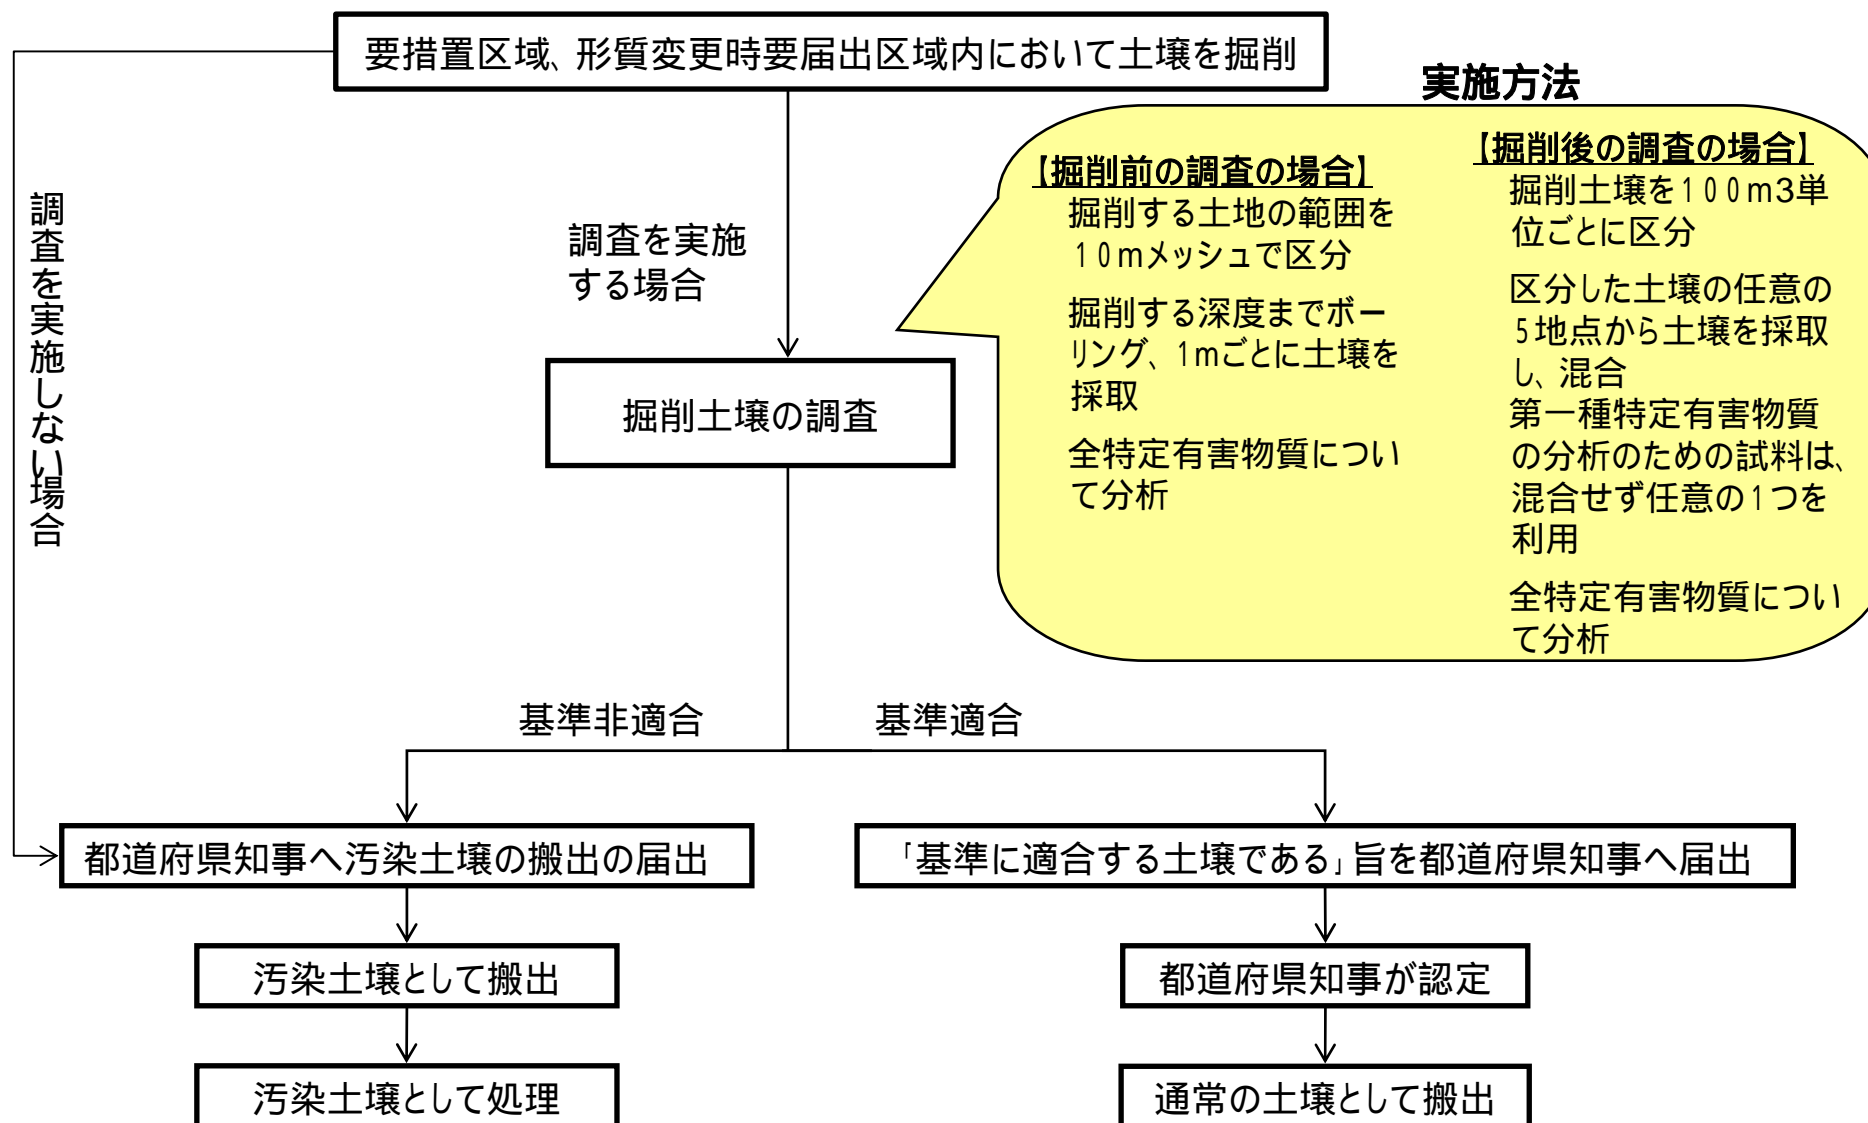 要措置区域、形質変更時要届出区域内において土壌を掘削
実施方法
調査を実施しない場合
調査を実施
する場合
【掘削前の調査の場合】
掘削する土地の範囲を
10mメッシュで区分
掘削する深度までボー
リング、1mごとに土壌を
採取
全特定有害物質につい
て分析
【掘削後の調査の場合】
掘削土壌を100m3単
位ごとに区分
区分した土壌の任意の
5地点から土壌を採取
し、混合
第一種特定有害物質
の分析のための試料は、
混合せず任意の1つを
利用
全特定有害物質につい
て分析
掘削土壌の調査
基準非適合
基準適合
都道府県知事へ汚染土壌の搬出の届出
「基準に適合する土壌である」旨を都道府県知事へ届出
汚染土壌として搬出
都道府県知事が認定
汚染土壌として処理
通常の土壌として搬出